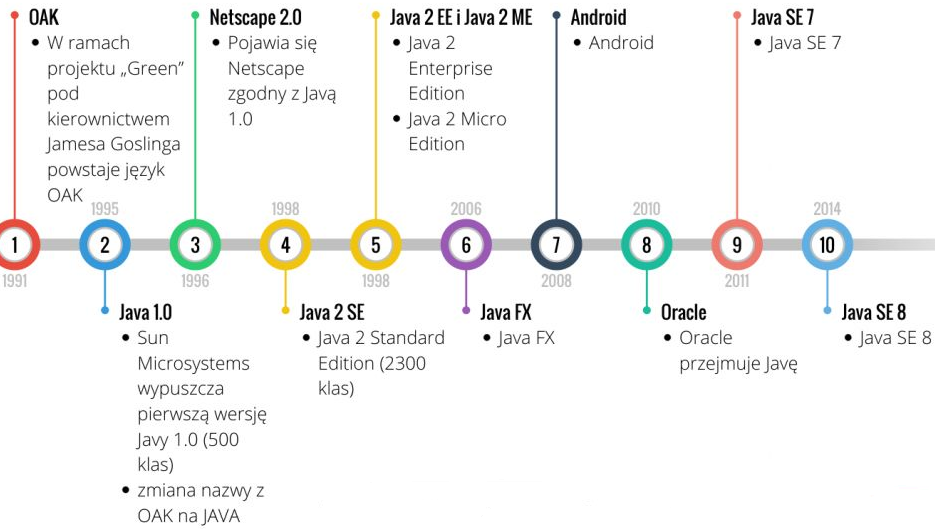 OAK
W ramach
projektu „Green”
pod
kierownictwem
Jamesa Goslinga
powstaje język
OAK
1
1991
1995
2
Java 1.0
Sun
Microsystems
wypuszcza
pierwszą wersję
Javy 1.0 (500
klas)
zmiana nazwy z
OAK na JAVA
Netscape 2.0
Pojawia się
Netscape
zgodny z Javą
1.0
3
1996
1998
4
Java 2 SE
Java 2 Standard
Edition (2300
klas)
Java 2 EE i Java 2 ME
Java 2
Enterprise
Edition
Java 2 Micro
Edition
5
1998
2006
6
Java FX
Java FX
Android
Android
7
2008
2010
8
Oracle
Oracle
przejmuje Javę
Java SE 7
Java SE 7
9
2011
2014
10
Java SE 8
Java SE 8